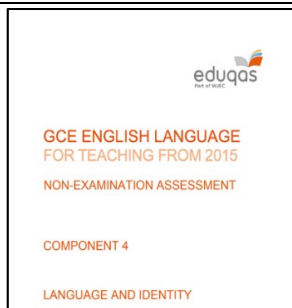 eduqas
Part of WJEC
GCE ENGLISH LANGUAGE
FOR TEACHING FROM 2015
NON-EXAMINATION ASSESSMENT
COMPONENT 4
LANGUAGE AND IDENTITY